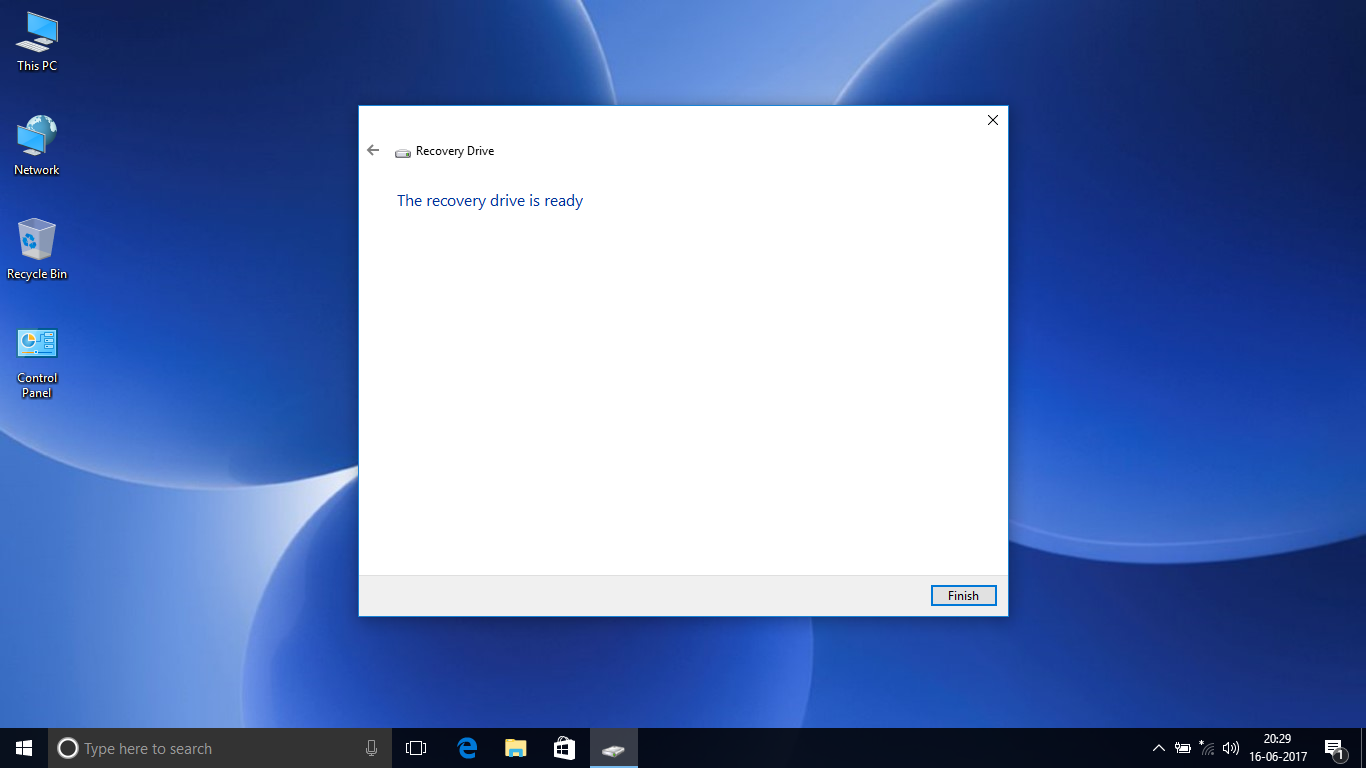 This PC
Network
Recycle Bin
Control
Panel
Recovery Drive
The recovery drive is ready
Finish
Type here to search
20:29
16-06-2017
1